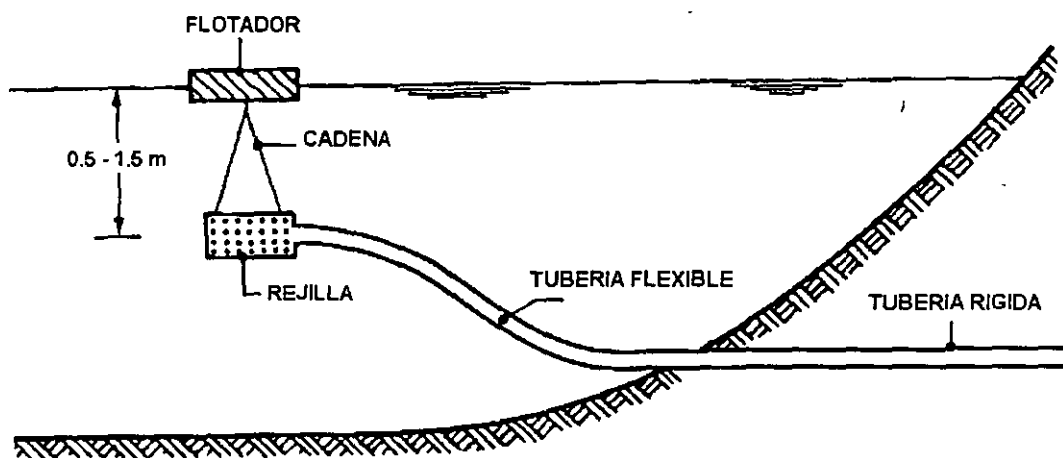 FLOTADOR
CADENA
0.5 - 1.5 m
REJILLA
TUBERIA FLEXIBLE
TUBERIA RIGIDA